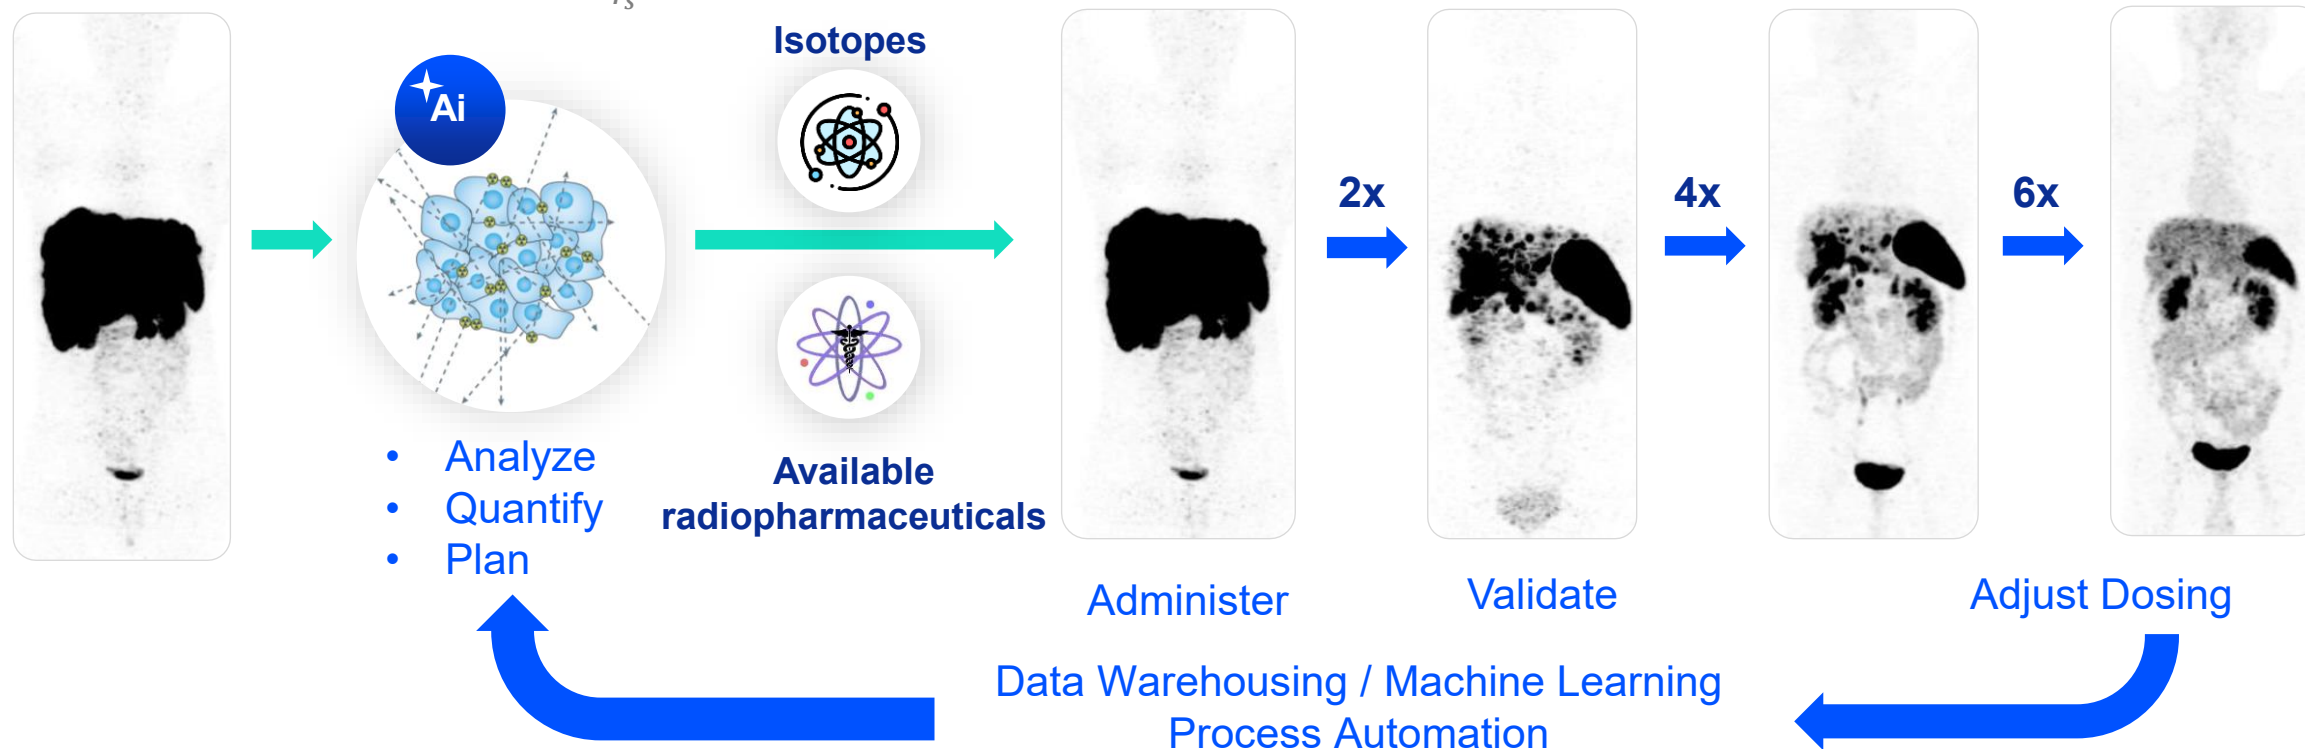 rs
Isotopes
Ai
2x
4x
6x
• Analyze
• Quantify
• Plan
Available
radiopharmaceuticals
Administer
Validate
Adjust Dosing
Data Warehousing / Machine Learning
Process Automation